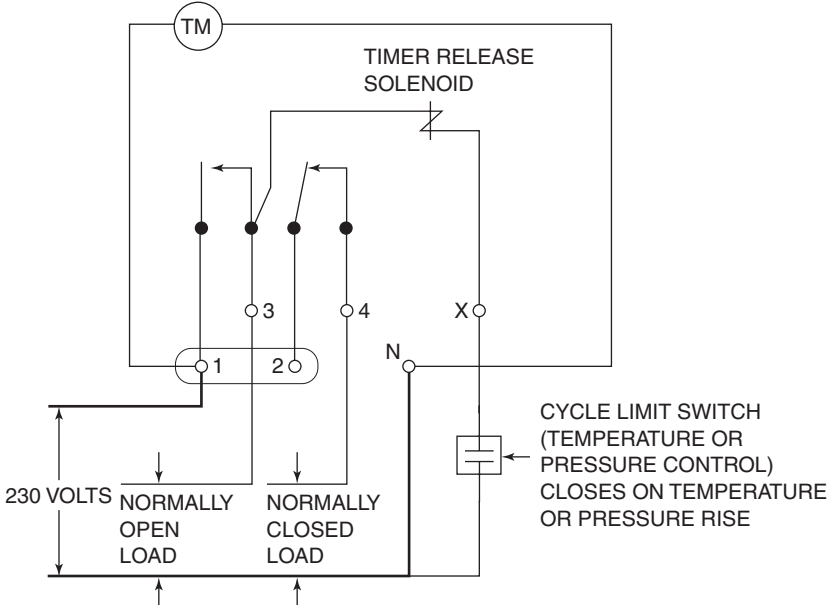 TM
TIMER RELEASE
SOLENOID
3
4
X
1
2
N
230 VOLTS
NORMALLY
OPEN
LOAD
NORMALLY
CLOSED
LOAD
CYCLE LIMIT SWITCH
(TEMPERATURE OR
PRESSURE CONTROL)
CLOSES ON TEMPERATURE
OR PRESSURE RISE